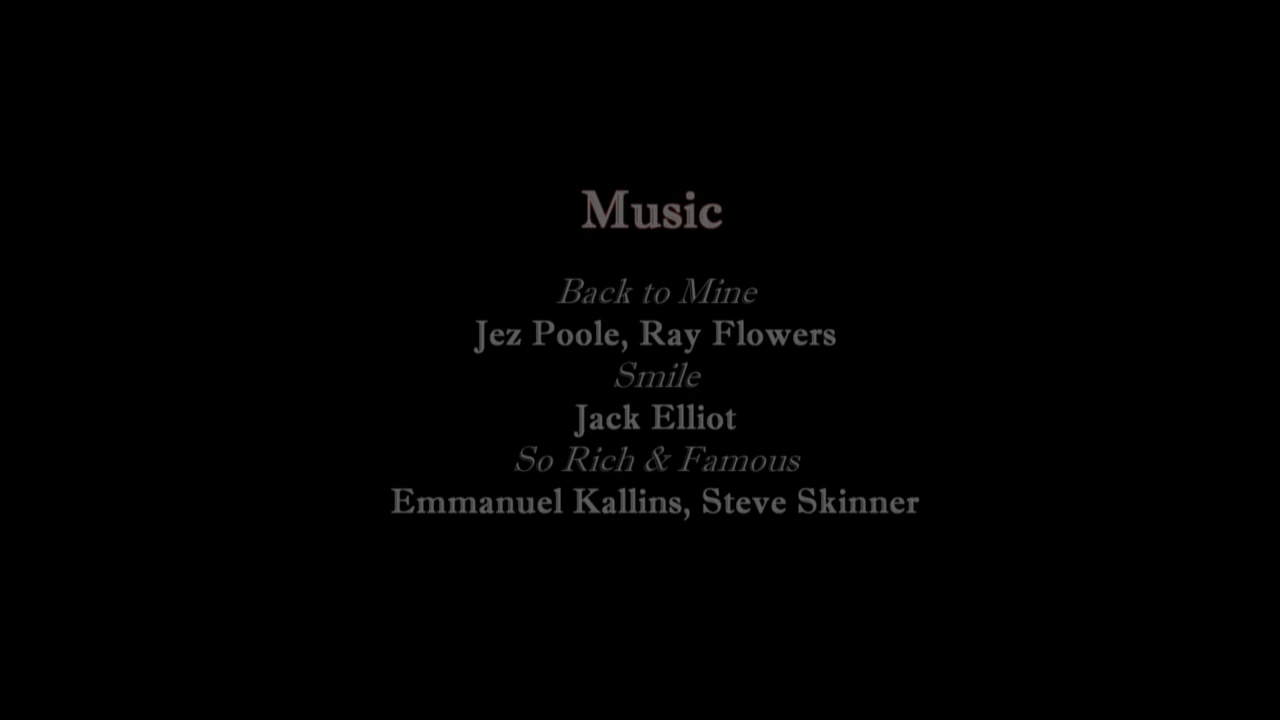 Music
Back to Mine
Jez Poole, Ray Flowers
Smile
Jack Elliot
So Rich & Famous
Emmanuel Kallins, Steve Skinner